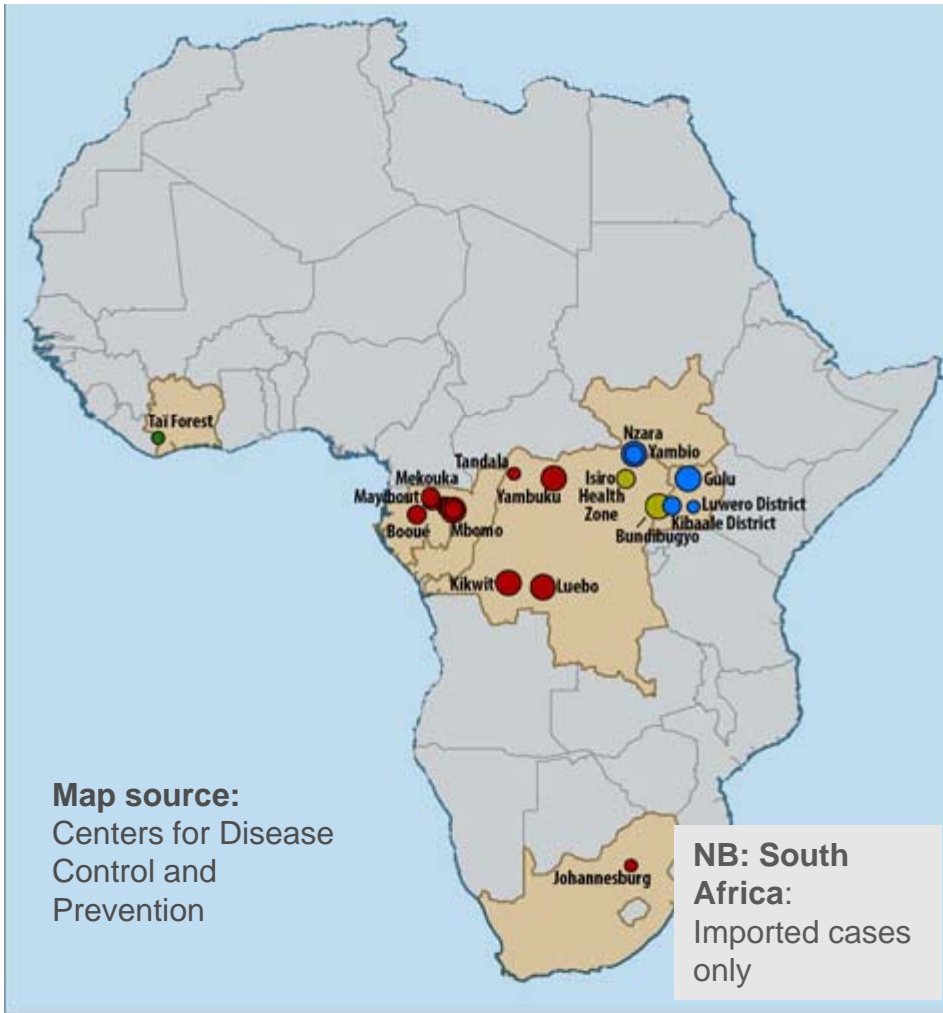 Taï Forest
Nzara
Yambio
Tandala
Mekouka
Isiro
Health
Zone
Gulu
Mayibout
Yambuku
Luwero District
Booué
Mbomo
Kibaale District
Bundibugyo
Kikwit
Luebo
Map source:
Centers for Disease
Control and
Prevention
Johannesburg
NB: South
Africa:
Imported cases
only